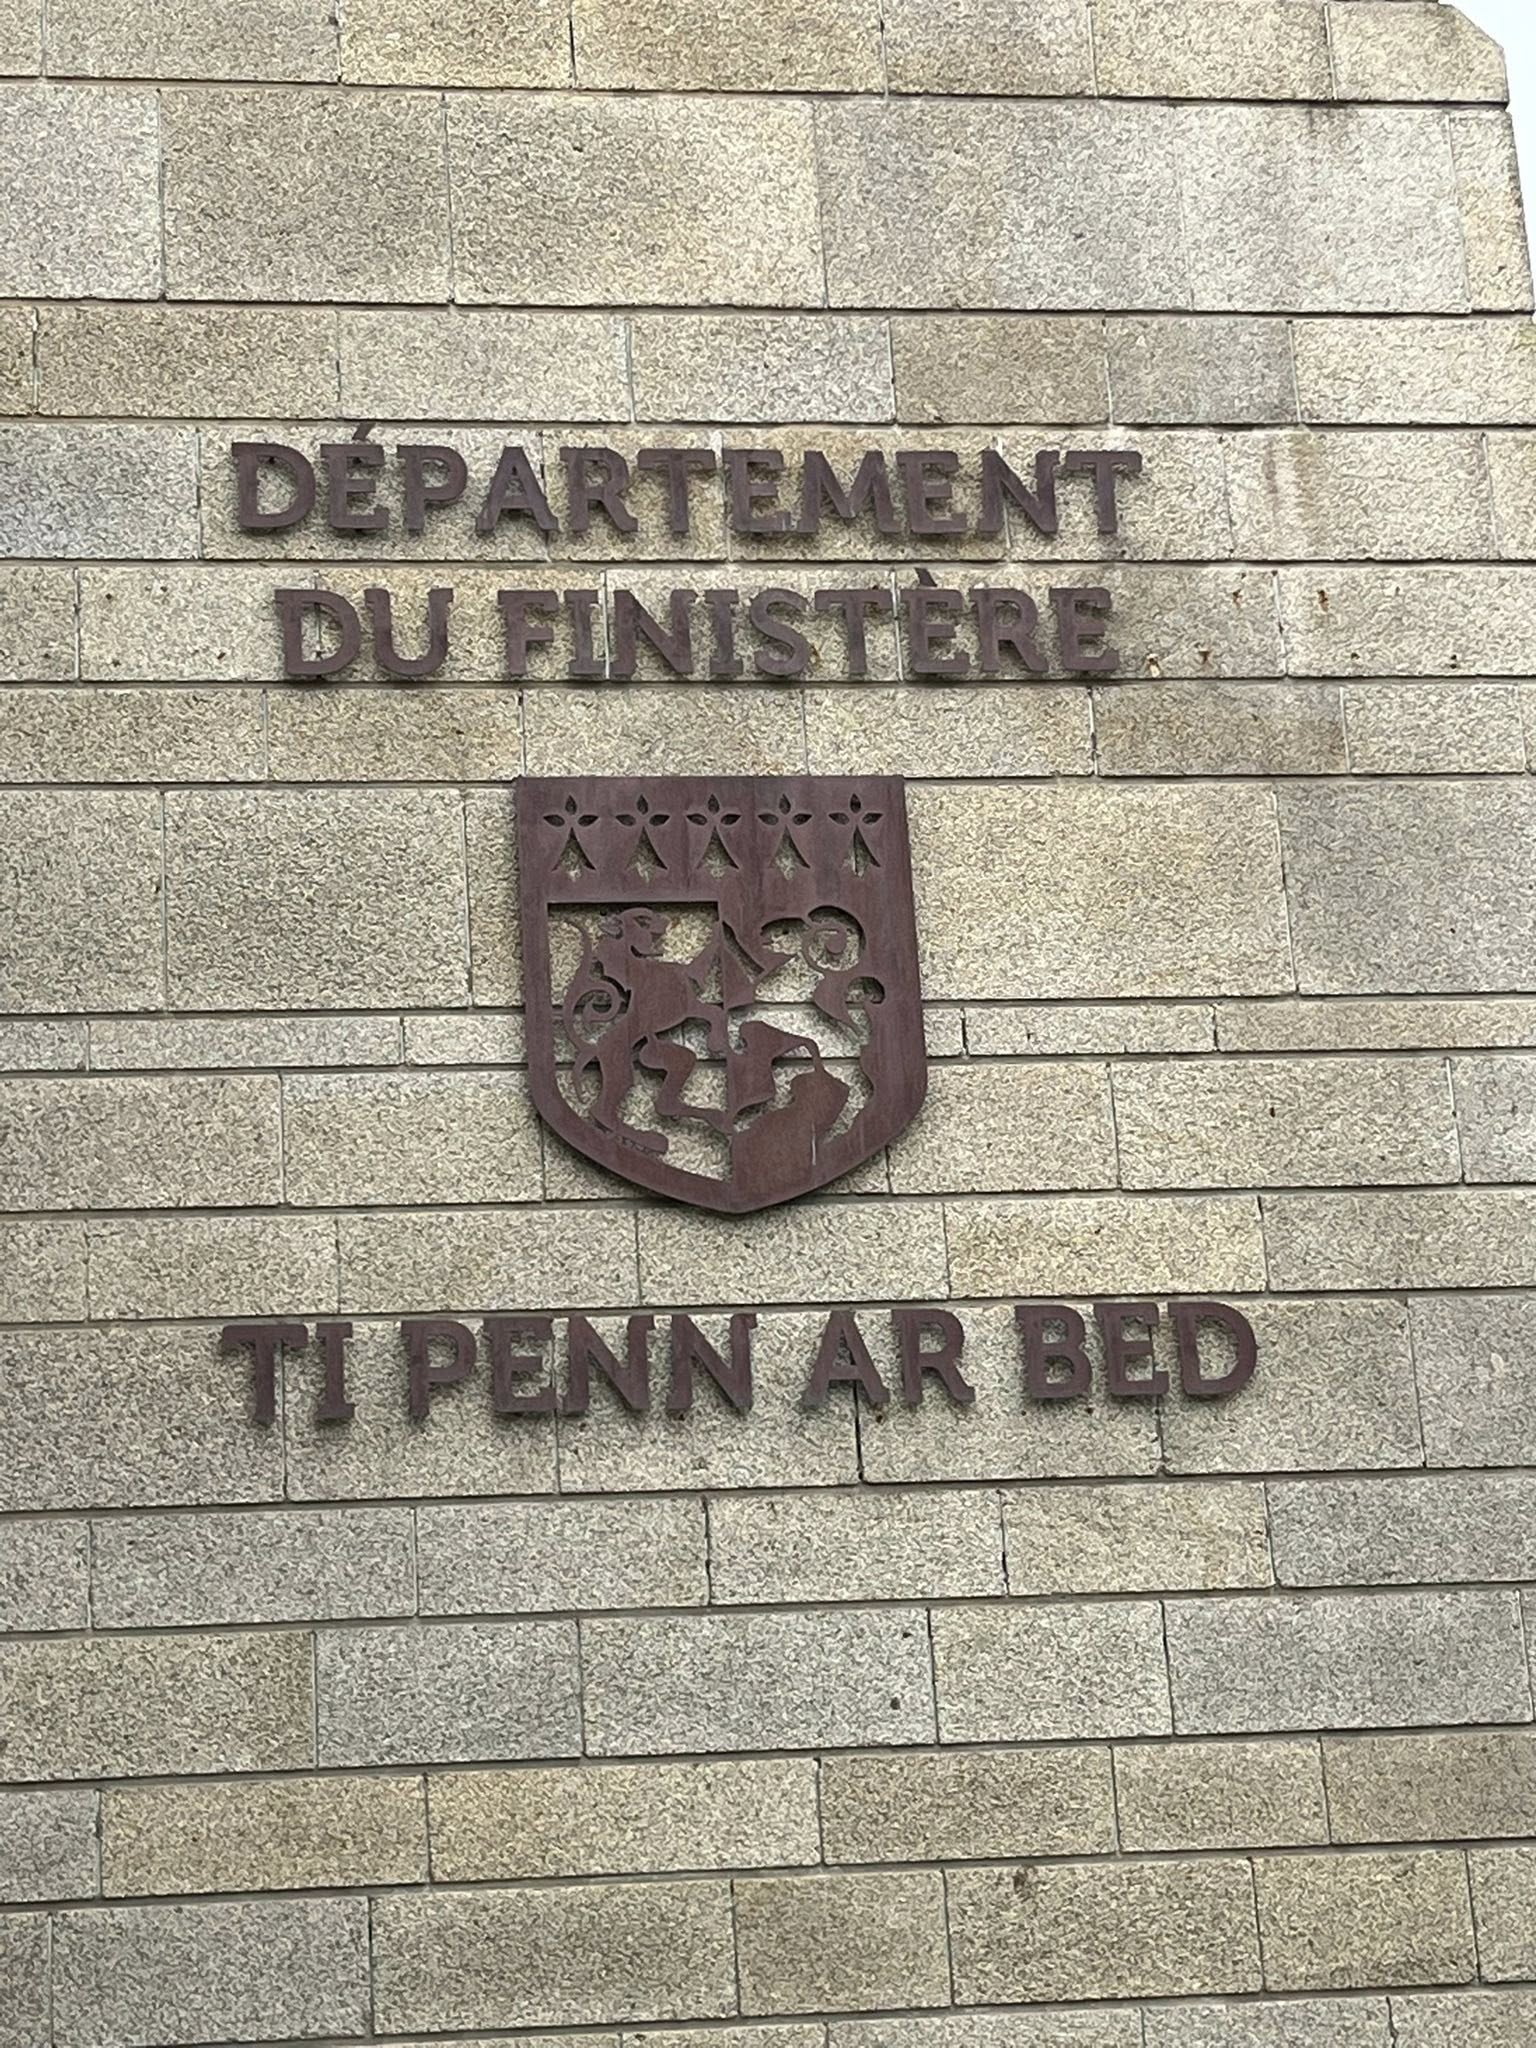 DÉPARTEMENT
DU FINISTÈRE
TI PENN AR BED